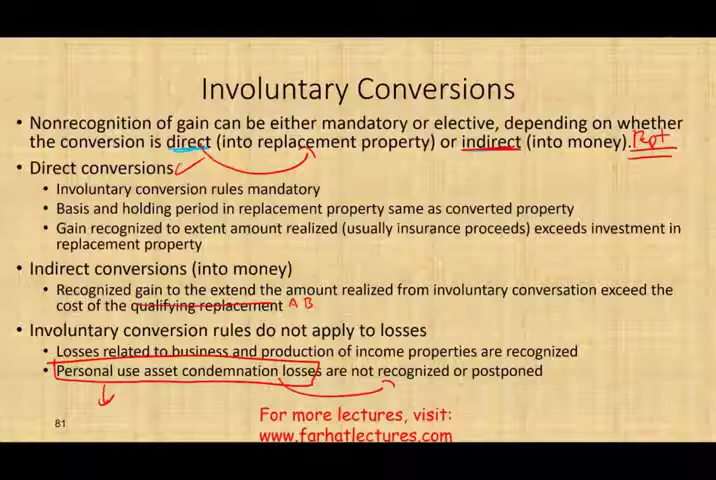 Involuntary Conversions
• Nonrecognition of gain can be either mandatory or elective, depending on whether
the conversion is direct (into replacement property) or indirect (into money).
• Direct conversions
• Involuntary conversion rules mandatory
• Basis and holding period in replacement property same as converted property
• Gain recognized to extent amount realized (usually insurance proceeds) exceeds investment in
replacement property
• Indirect conversions (into money)
• Recognized gain to the extend the amount realized from involuntary conversation exceed the
cost of the qualifying replacement A B.
• Involuntary conversion rules do not apply to losses
• Losses related to business and production of income properties are recognized
• Personal use asset condemnation losses are not recognized or postponed
81
For more lectures, visit:
www.farhatlectures.com